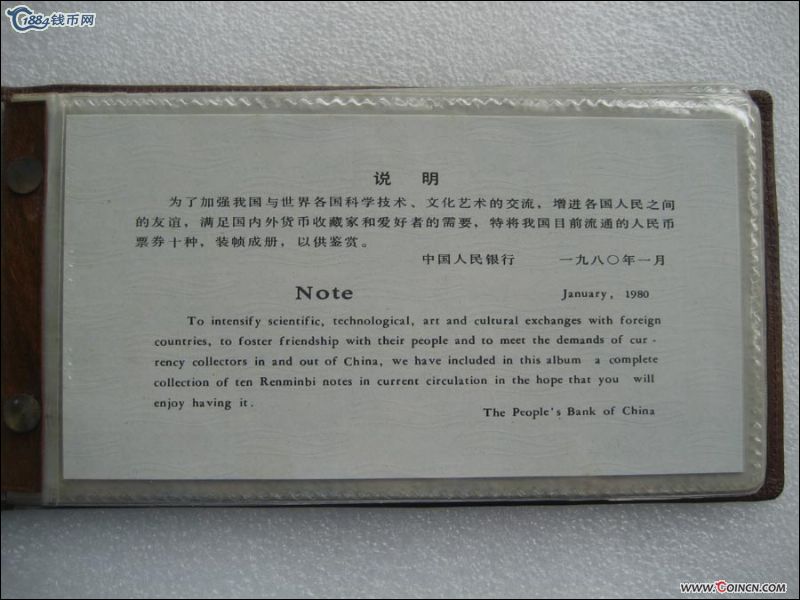 1884钱币网
说 明
为了加强我国与世界各国科学技术、文化艺术的交流，增进各国人民之间
的友谊，满足国内外货币收藏家和爱好者的需要，特将我国目前流通的人民币
票券十种，装帧成册，以供鉴赏。
中国人民银行 一九八〇年一月
Note
January, 1980
To intensify scientific, technological, art and cultural exchanges with foreign
countries, to foster friendship with their people and to meet the demands of cur-
rency collectors in and out of China, we have included in this album a complete
collection of ten Renminbi notes in current circulation in the hope that you will
enjoy having it.
The People's Bank of China
www.COINCN.com